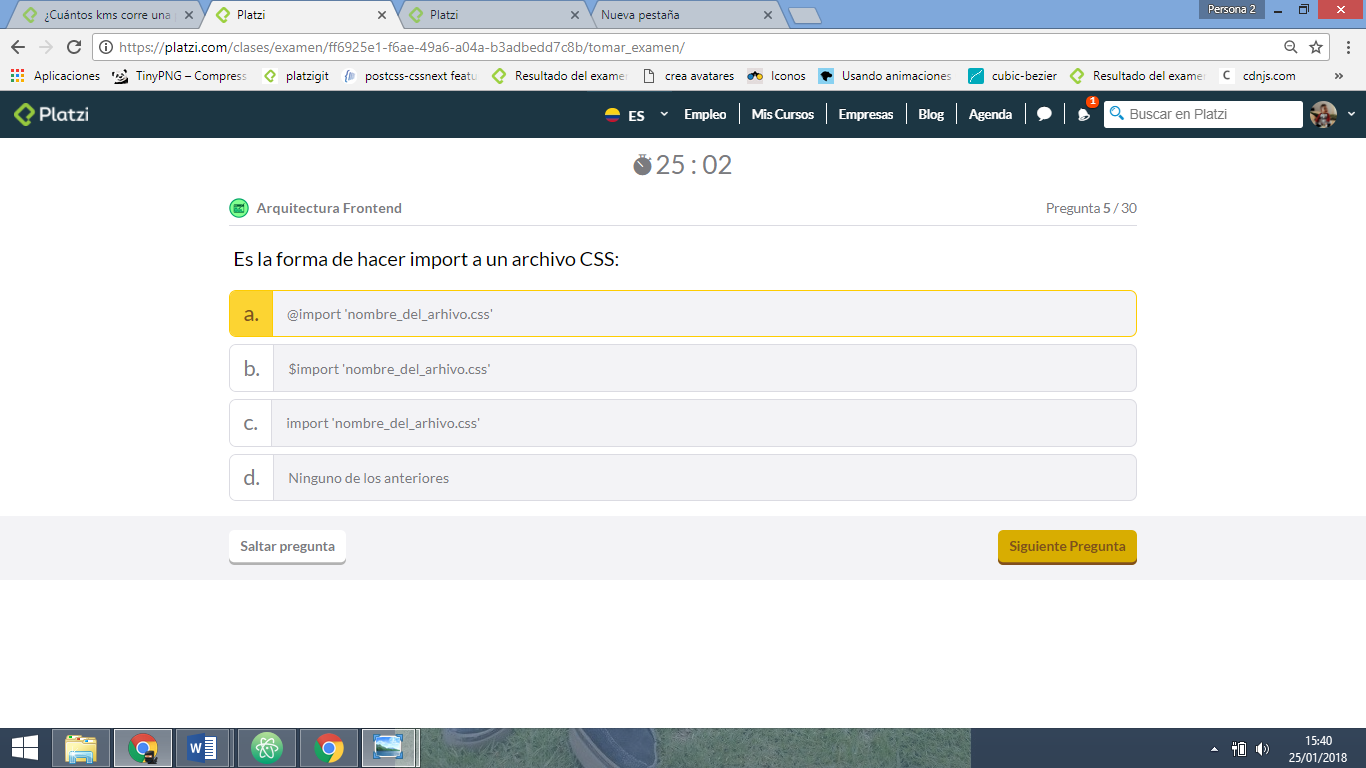 ¿Cuántos kms corre una
Platzi
Platzi
Nueva pestaña
Persona 2
https://platzi.com/clases/examen/ff6925e1-f6ae-49a6-a04a-b3adbedd7c8b/tomar_examen/
Aplicaciones TinyPNG – Compress platzigit postcss-cssnext featu Resultado del exame crea avatares Iconos Usando animaciones cubic-bezier Resultado del exame C cdnjs.com »
Platzi ES Empleo Mis Cursos Empresas Blog Agenda 1 Buscar en Platzi
25 : 02
Arquitectura Frontend Pregunta 5 / 30
Es la forma de hacer import a un archivo CSS:
a. @import 'nombre_del_arhivo.css'
b. $import 'nombre_del_arhivo.css'
c. import 'nombre_del_arhivo.css'
d. Ninguno de los anteriores
Saltar pregunta Siguiente Pregunta
15:40
25/01/2018